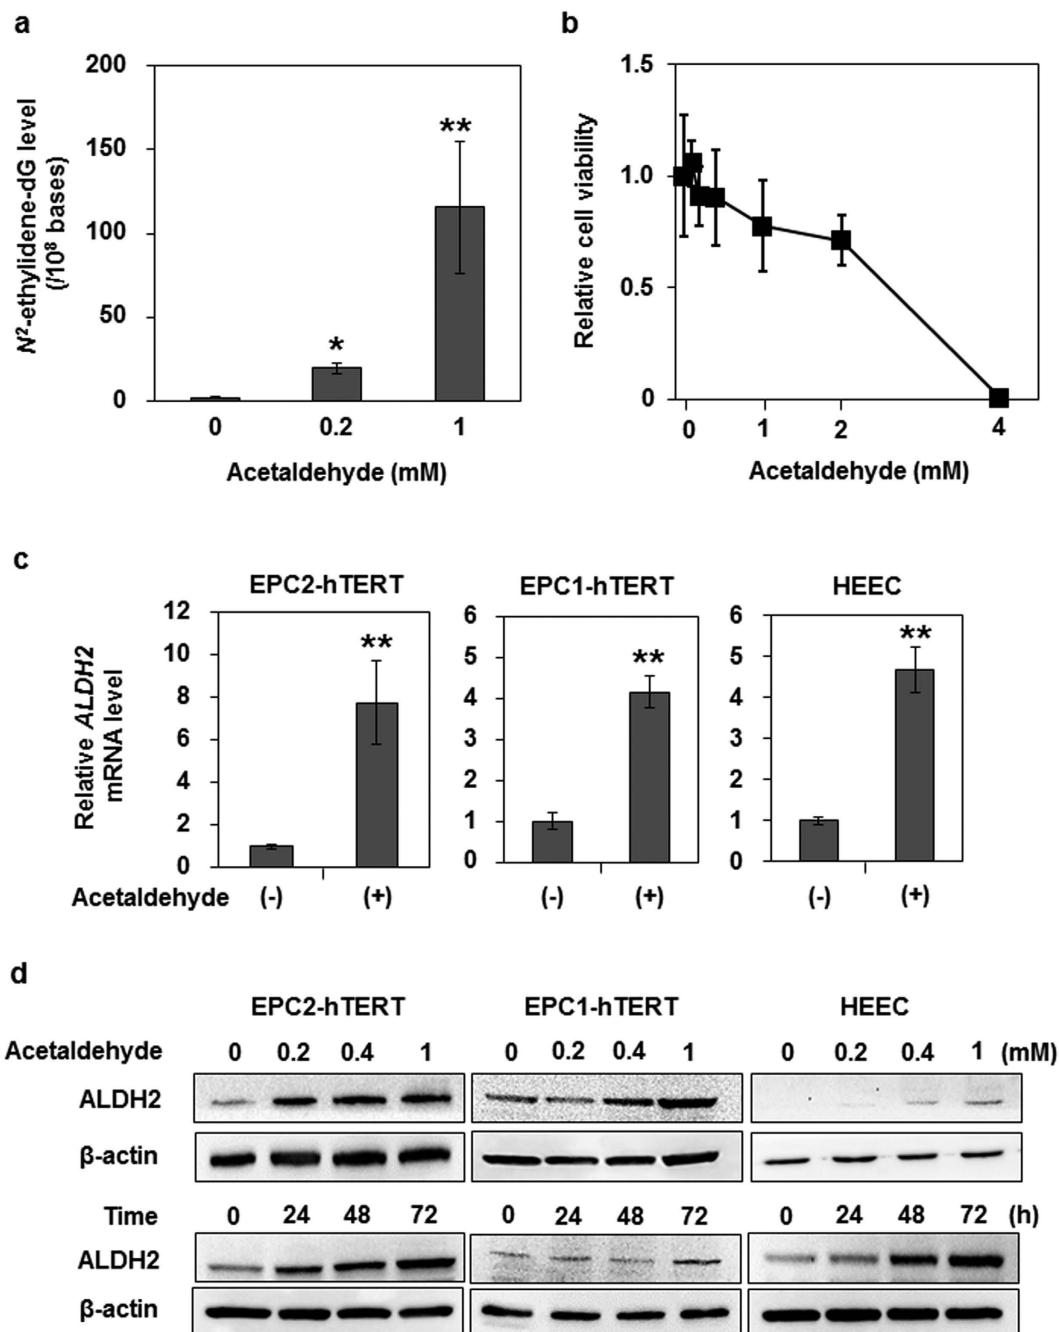 a
b
200
150
100
50
0
N²-ethylidene-dG level
(/10⁸ bases)
*
**
0 0.2 1
Acetaldehyde (mM)
1.5
1.0
0.5
0
Relative cell viability
0 1 2 4
Acetaldehyde (mM)
c
EPC2-hTERT EPC1-hTERT HEEC
Relative ALDH2
mRNA level
12
10
8
6
4
2
0
**
6
5
4
3
2
1
0
**
6
5
4
3
2
1
0
**
Acetaldehyde (-) (+) (-) (+) (-) (+)
d
EPC2-hTERT EPC1-hTERT HEEC
Acetaldehyde 0 0.2 0.4 1 0 0.2 0.4 1 0 0.2 0.4 1 (mM)
ALDH2
β-actin
Time 0 24 48 72 0 24 48 72 0 24 48 72 (h)
ALDH2
β-actin